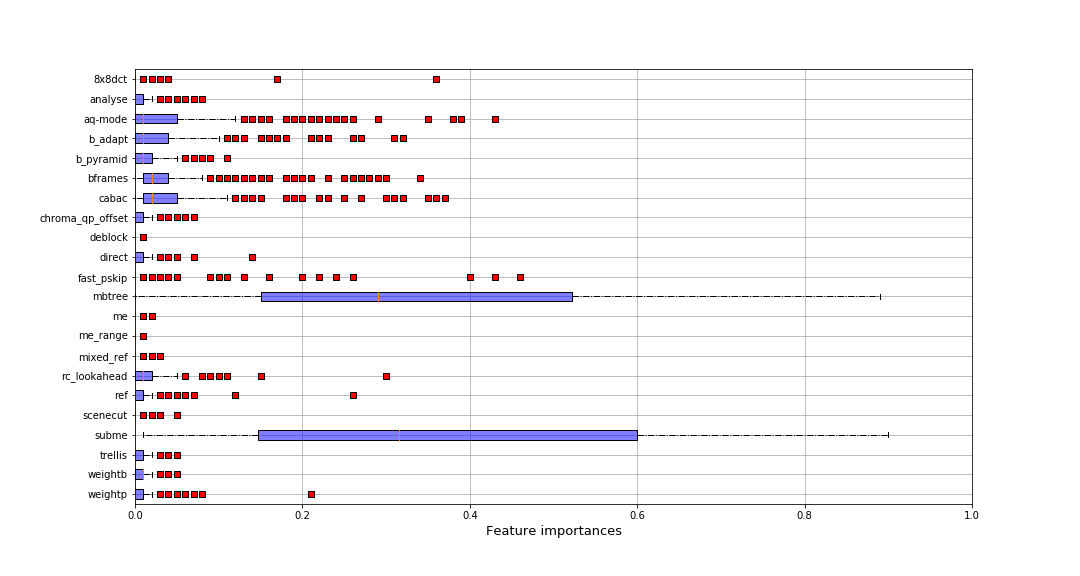 8x8dct
analyse
aq-mode
b_adapt
b_pyramid
bframes
cabac
chroma_qp_offset
deblock
direct
fast_pskip
mbtree
me
me_range
mixed_ref
rc_lookahead
ref
scenecut
subme
trellis
weightb
weightp
0.0 0.2 0.4 0.6 0.8 1.0
Feature importances